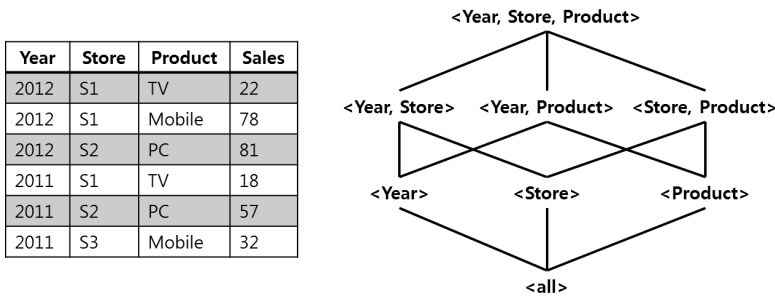 Year Store Product Sales
2012 S1 TV 22
2012 S1 Mobile 78
2012 S2 PC 81
2011 S1 TV 18
2011 S2 PC 57
2011 S3 Mobile 32
<Year, Store, Product>
<Year, Store> <Year, Product> <Store, Product>
<Year> <Store> <Product>
<all>